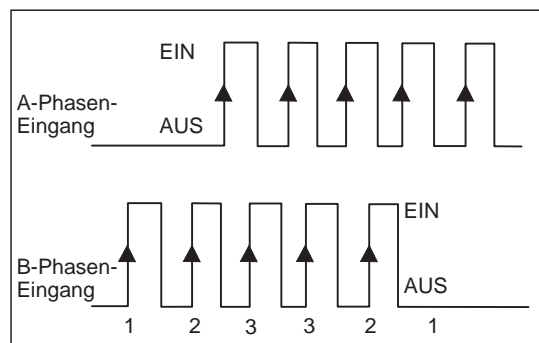 EIN
A-Phasen-
Eingang
AUS
EIN
B-Phasen-
Eingang
AUS
1 2 3 3 2 1